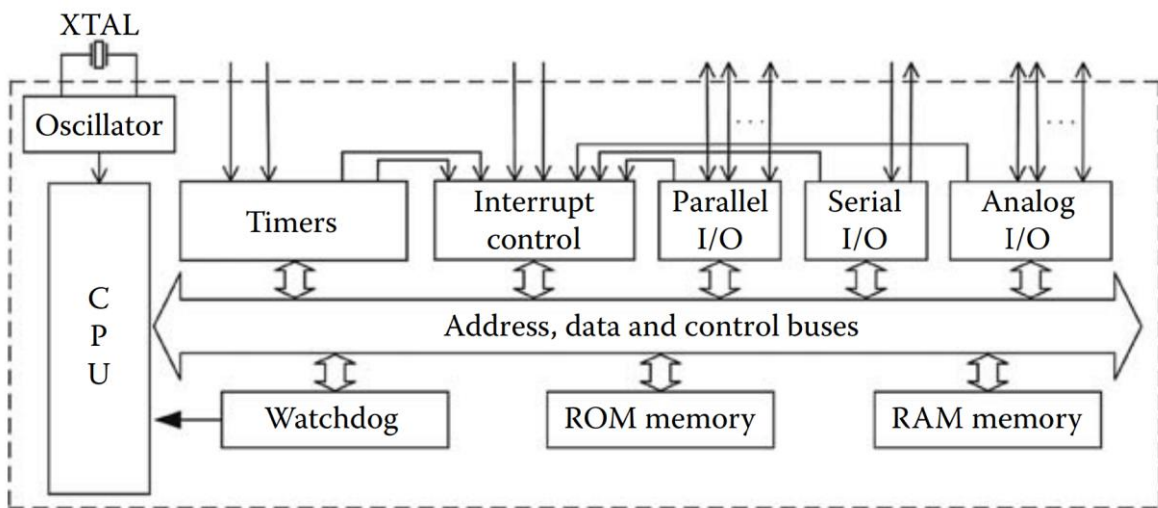 XTAL
Oscillator
Timers
Interrupt
control
Parallel
I/O
Serial
I/O
Analog
I/O
C
P
U
Address, data and control buses
Watchdog
ROM memory
RAM memory